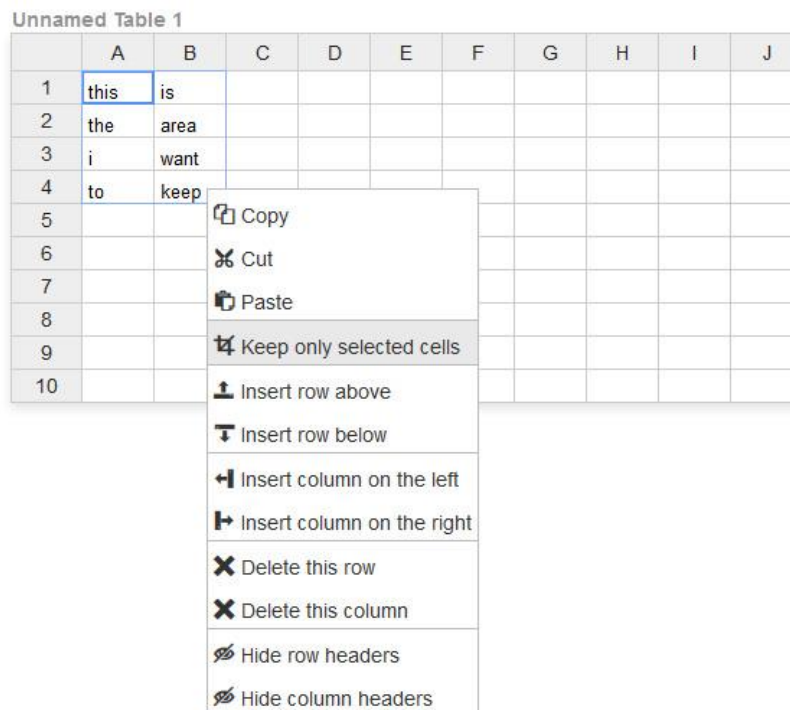 Unnamed Table 1
A B C D E F G H I J
1 this is
2 the area
3 i want
4 to keep
5
6
7
8
9
10
Copy
Cut
Paste
Keep only selected cells
Insert row above
Insert row below
Insert column on the left
Insert column on the right
Delete this row
Delete this column
Hide row headers
Hide column headers